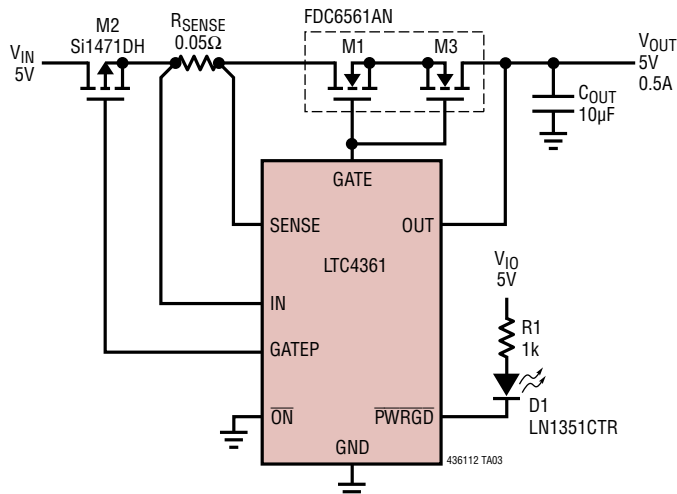 FDC6561AN
M2
Si1471DH
RSENSE
0.05Ω
M1
M3
VIN
5V
VOUT
5V
0.5A
COUT
10µF
GATE
SENSE
OUT
LTC4361
VIO
5V
IN
R1
1k
GATEP
D1
LN1351CTR
ON
PWRGD
GND
436112 TA03